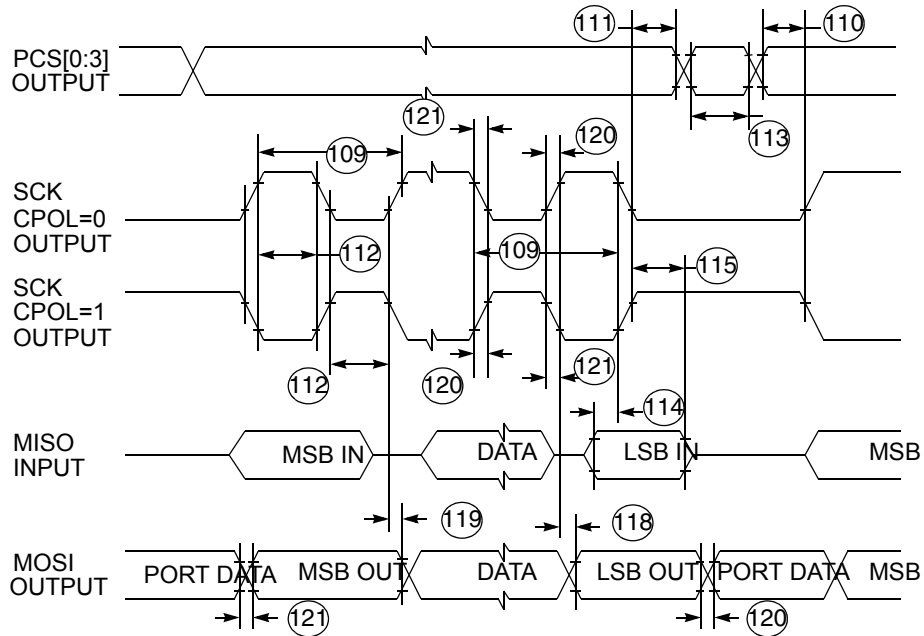 111
110
PCS[0:3]
OUTPUT
121
120
113
109
SCK
CPOL=0
OUTPUT
112
109
115
SCK
CPOL=1
OUTPUT
112
120
121
114
MISO
INPUT
MSB IN
DATA
LSB IN
MSB
119
118
MOSI
OUTPUT
PORT DATA
MSB OUT
DATA
LSB OUT
PORT DATA
MSB
121
120